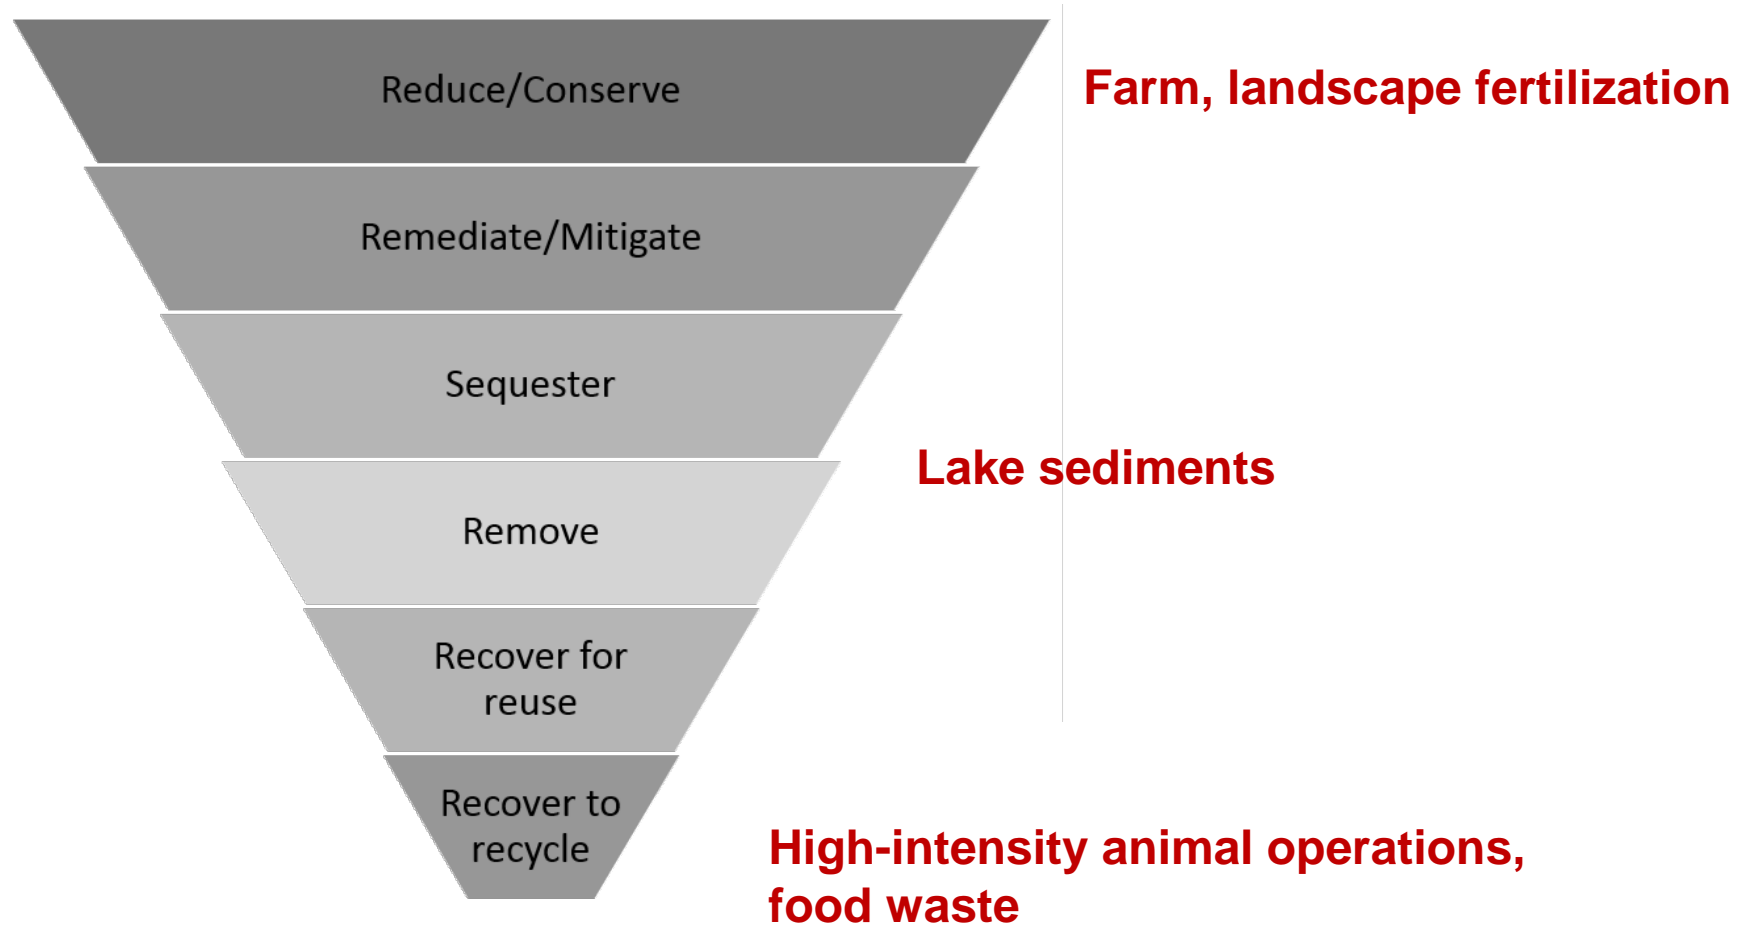 Reduce/Conserve
Farm, landscape fertilization
Remediate/Mitigate
Sequester
Lake sediments
Remove
Recover for
reuse
Recover to
recycle
High-intensity animal operations,
food waste